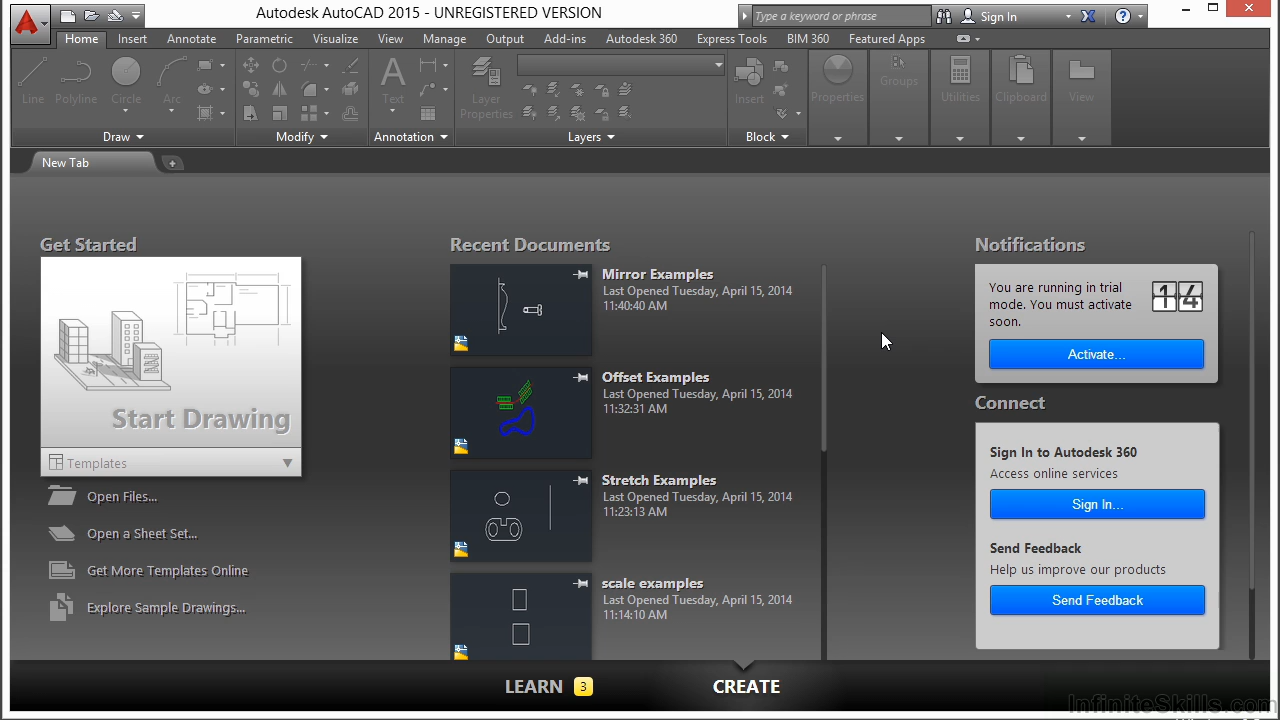 Autodesk AutoCAD 2015 - UNREGISTERED VERSION
Type a keyword or phrase
Sign In
Home Insert Annotate Parametric Visualize View Manage Output Add-ins Autodesk 360 Express Tools BIM 360 Featured Apps
Line Polyline Circle Arc Text Layer Properties Insert Properties Groups Utilities Clipboard View
Draw Modify Annotation Layers Block
New Tab
Get Started
Start Drawing
Templates
Open Files...
Open a Sheet Set...
Get More Templates Online
Explore Sample Drawings...
Recent Documents
Mirror Examples
Last Opened Tuesday, April 15, 2014
11:40:40 AM
Offset Examples
Last Opened Tuesday, April 15, 2014
11:32:31 AM
Stretch Examples
Last Opened Tuesday, April 15, 2014
11:23:13 AM
scale examples
Last Opened Tuesday, April 15, 2014
11:14:10 AM
Notifications
You are running in trial
mode. You must activate
soon.
14
Activate...
Connect
Sign In to Autodesk 360
Access online services
Sign In...
Send Feedback
Help us improve our products
Send Feedback
LEARN 3
CREATE
InfiniteSkills.com